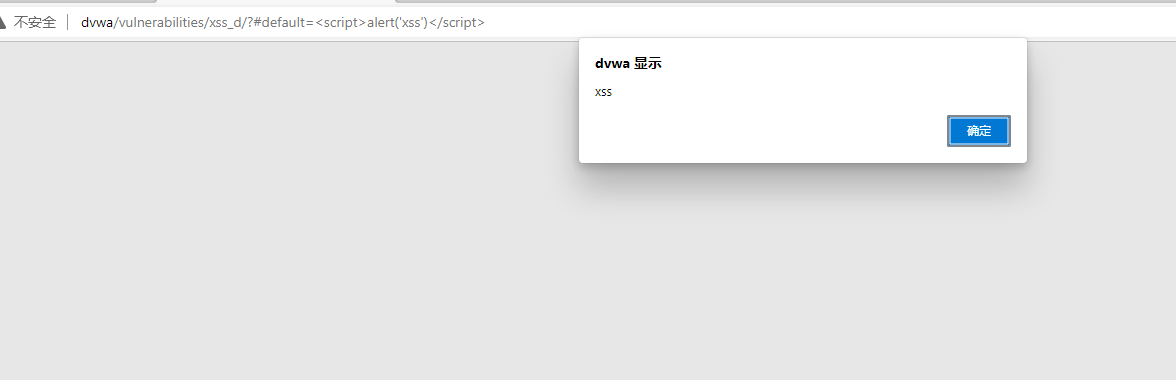 不安全 dvwa/vulnerabilities/xss_d/?#default=<script>alert('xss')</script>
dvwa 显示
xss
确定